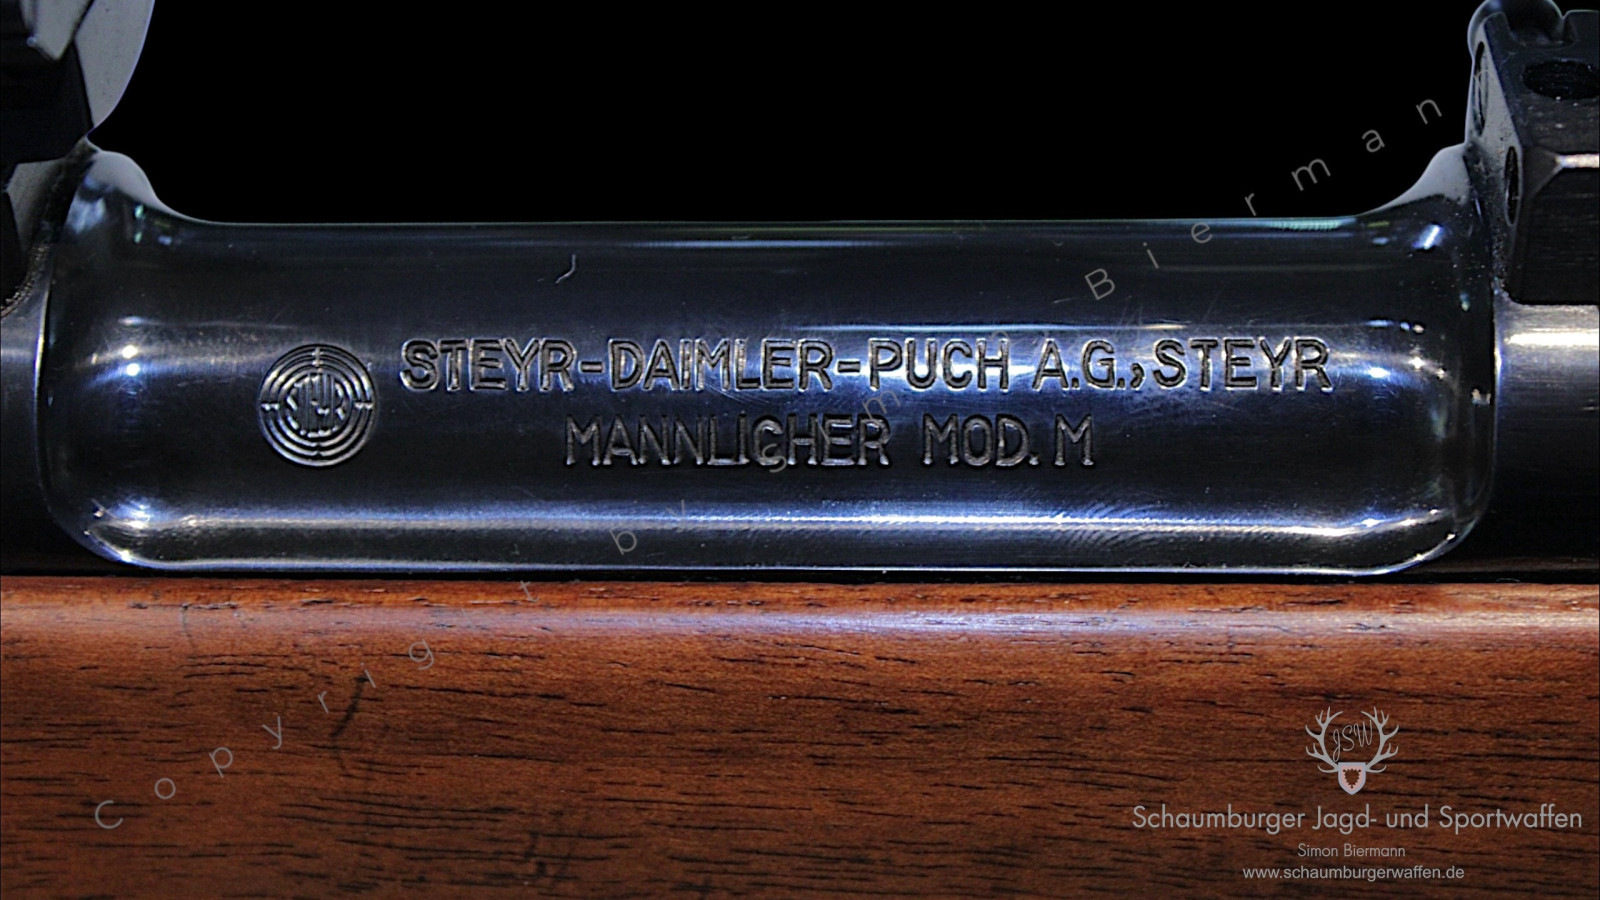 STEYR-DAIMLER-PUCH A.G., STEYR
STEYR
MANNLICHER MOD. M
Copyright by simon Biermann
JSW
Schaumburger Jagd- und Sportwaffen
Simon Biermann
www.schaumburgerwaffen.de